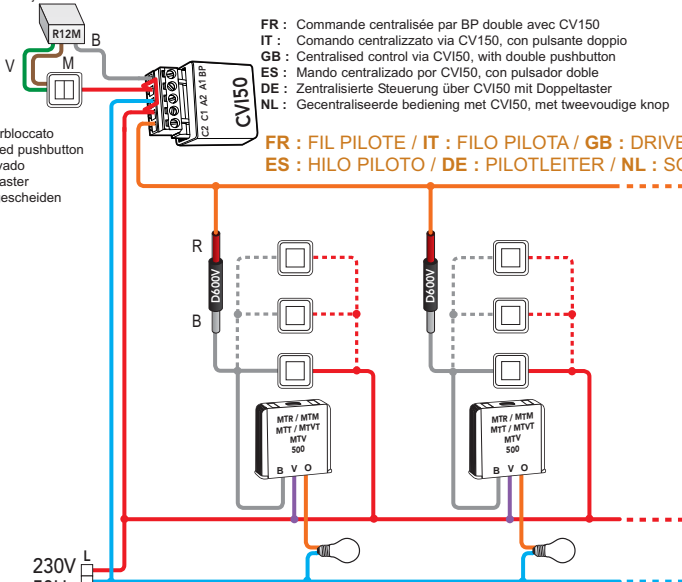 R12M
B
V
M
BP
A1
A2
C1
C2
CVI50
FR : Commande centralisée par BP double avec CV150
IT : Comando centralizzato via CV150, con pulsante doppio
GB : Centralised control via CVI50, with double pushbutton
ES : Mando centralizado por CVI50, con pulsador doble
DE : Zentralisierte Steuerung über CVI50 mit Doppeltaster
NL : Gecentraliseerde bediening met CVI50, met tweevoudige knop
rbloccato
ed pushbutton
vado
aster
escheiden
FR : FIL PILOTE / IT : FILO PILOTA / GB : DRIVE
ES : HILO PILOTO / DE : PILOTLEITER / NL : SC
R
D600V
B
D600V
MTR / MTM
MTT / MTVT
MTV
500
B V O
MTR / MTM
MTT / MTVT
MTV
500
B V O
230V L